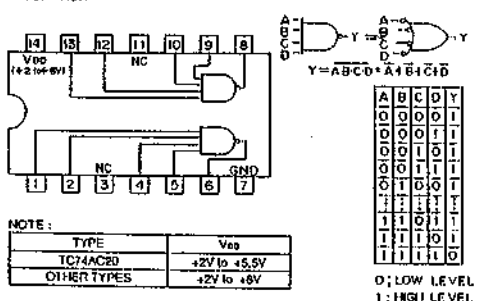 14 13 12 11 10 9 8
VDD
(+2 to +6V)
NC
NC
GND
1 2 3 4 5 6 7
A
B
C
D
Y
=
A
B
C
D
Y
Y=A·B·C·D=A+B+C+D
A B C D Y
0 0 0 0 1
0 0 0 1 1
0 0 1 0 1
0 0 1 1 1
0 1 0 0 1
1 1 0 1 1
1 1 1 0 1
1 1 1 1 0
0 ; LOW LEVEL
1 : HIGH LEVEL
NOTE :
TYPE VDD
TC74AC20 +2V to +5.5V
OTHER TYPES +2V to +6V